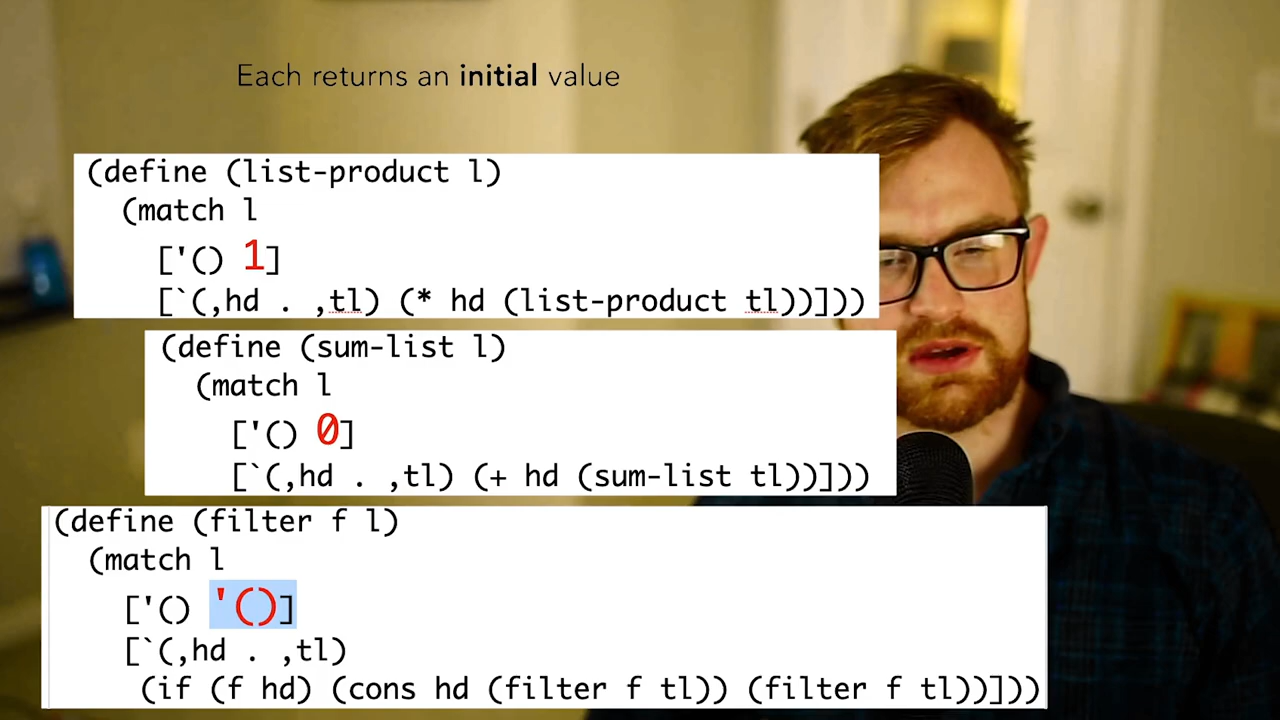 Each returns an initial value
(define (list-product l)
(match l
['() 1]
[`(,hd . ,tl) (* hd (list-product tl))]))
(define (sum-list l)
(match l
['() 0]
[`(,hd . ,tl) (+ hd (sum-list tl))]))
(define (filter f l)
(match l
['() '()]
[`(,hd . ,tl)
(if (f hd) (cons hd (filter f tl)) (filter f tl))]))